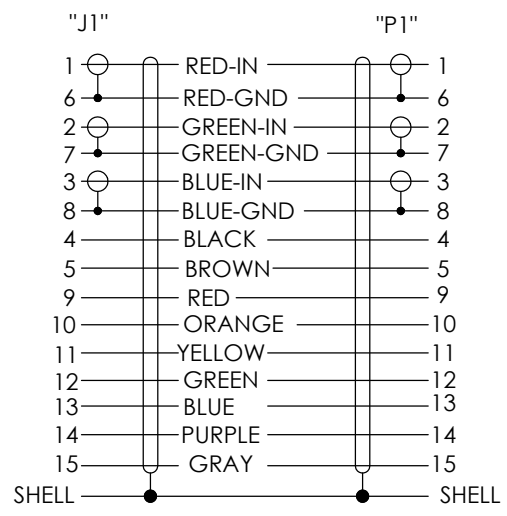 "J1" "P1"
1 RED-IN 1
6 RED-GND 6
2 GREEN-IN 2
7 GREEN-GND 7
3 BLUE-IN 3
8 BLUE-GND 8
4 BLACK 4
5 BROWN 5
9 RED 9
10 ORANGE 10
11 YELLOW 11
12 GREEN 12
13 BLUE 13
14 PURPLE 14
15 GRAY 15
SHELL SHELL